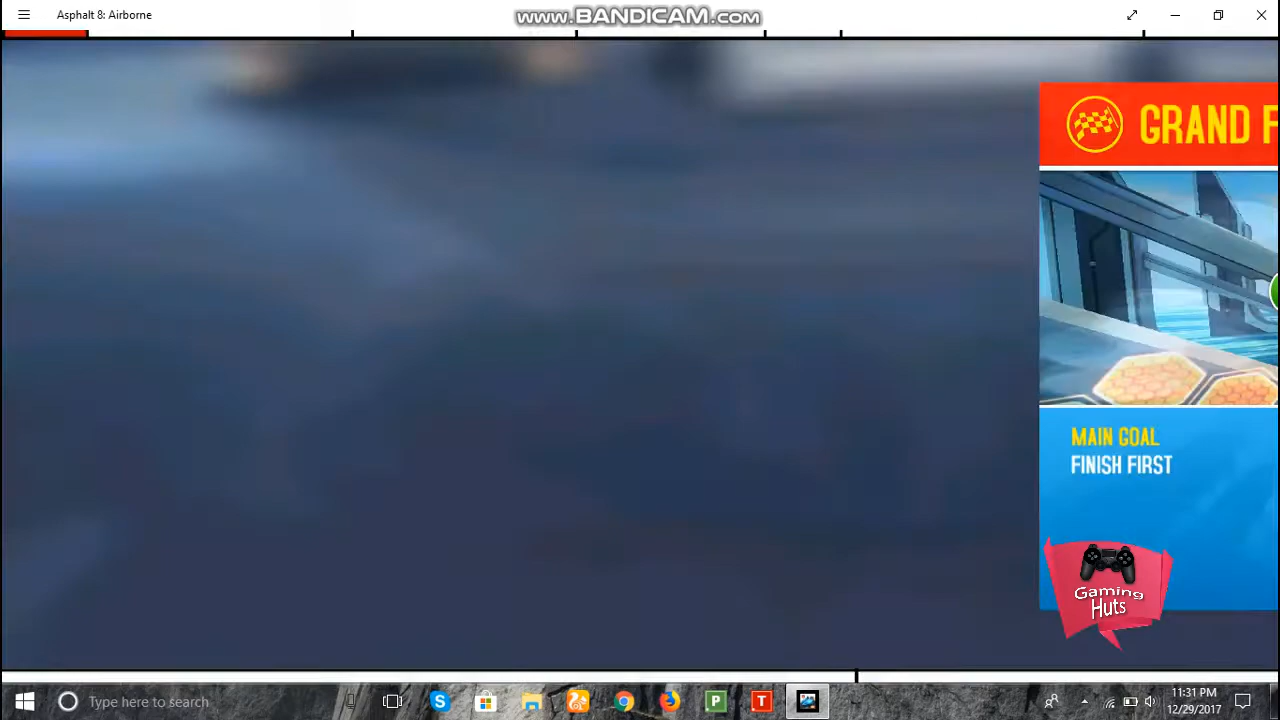 Asphalt 8: Airborne
www.BANDICAM.com
GRAND F
MAIN GOAL
FINISH FIRST
Gaming
Huts
Type here to search
11:31 PM
12/29/2017